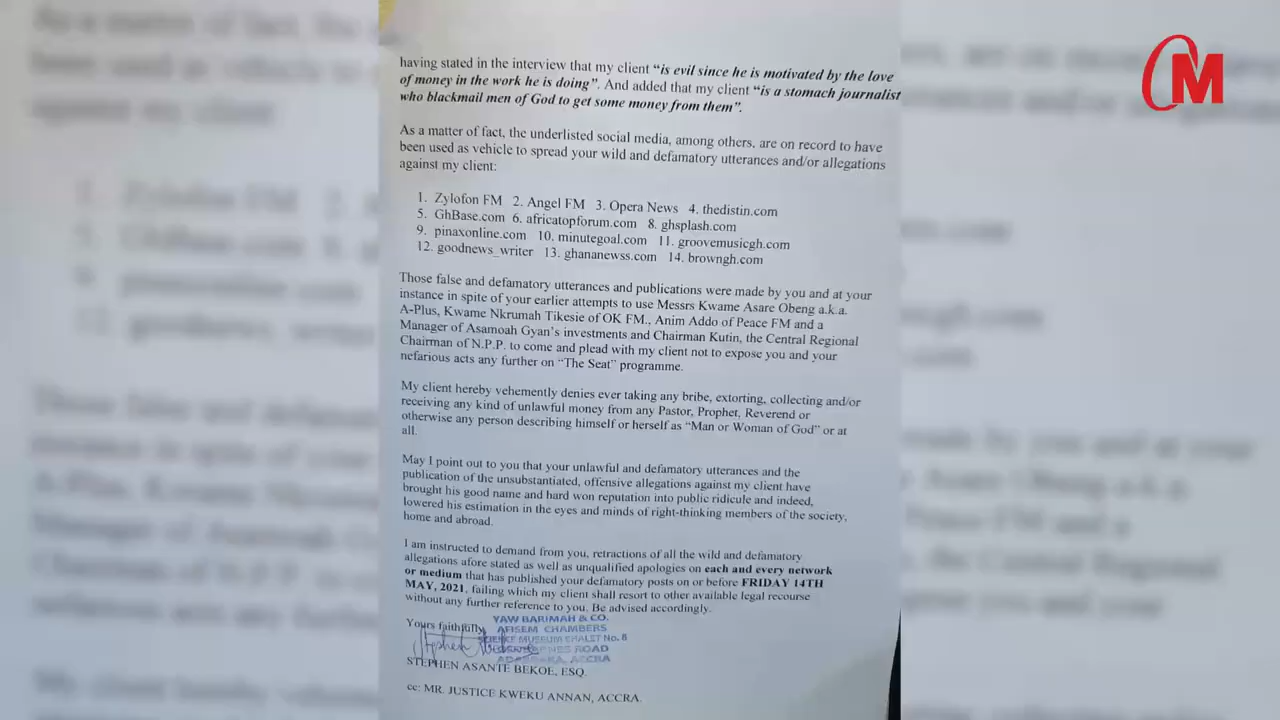 M
having stated in the interview that my client “is evil since he is motivated by the love
of money in the work he is doing”. And added that my client “is a stomach journalist
who blackmail men of God to get some money from them”.
As a matter of fact, the underlisted social media, among others, are on record to have
been used as vehicle to spread your wild and defamatory utterances and/or allegations
against my client:
1. Zylofon FM 2. Angel FM 3. Opera News 4. thedistin.com
5. GhBase.com 6. africatopforum.com 8. ghsplash.com
9. pinaxonline.com 10. minutegoal.com 11. groovemusicgh.com
12. goodnews_writer 13. ghananewss.com 14. browngh.com
Those false and defamatory utterances and publications were made by you and at your
instance in spite of your earlier attempts to use Messrs Kwame Asare Obeng a.k.a.
A-Plus, Kwame Nkrumah Tikesie of OK FM., Anim Addo of Peace FM and a
Manager of Asamoah Gyan’s investments and Chairman Kutin, the Central Regional
Chairman of N.P.P. to come and plead with my client not to expose you and your
nefarious acts any further on “The Seat” programme.
My client hereby vehemently denies ever taking any bribe, extorting, collecting and/or
receiving any kind of unlawful money from any Pastor, Prophet, Reverend or
otherwise any person describing himself or herself as “Man or Woman of God” or at
all.
May I point out to you that your unlawful and defamatory utterances and the
publication of the unsubstantiated, offensive allegations against my client have
brought his good name and hard won reputation into public ridicule and indeed,
lowered his estimation in the eyes and minds of right-thinking members of the society,
home and abroad.
I am instructed to demand from you, retractions of all the wild and defamatory
allegations afore stated as well as unqualified apologies on each and every network
or medium that has published your defamatory posts on or before FRIDAY 14TH
MAY, 2021, failing which my client shall resort to other available legal recourse
without any further reference to you. Be advised accordingly.
Yours faithfully,
YAW BARIMAH & CO.
AFISEM CHAMBERS
MUSEUM CHALET No. 8
ROAD
ACCRA
STEPHEN ASANTE BEKOE, ESQ.
cc: MR. JUSTICE KWEKU ANNAN, ACCRA.